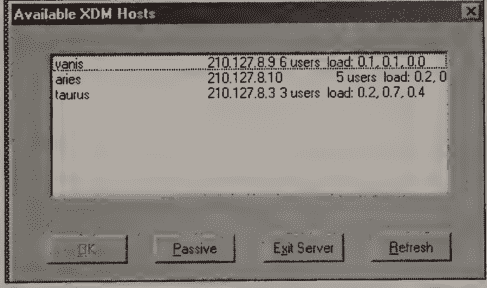 Available XDM Hosts
yanis 210.127.8.9 6 users load: 0.1, 0.1, 0.0
aries 210.127.8.10 5 users load: 0.2, 0
taurus 210.127.8.3 3 users load: 0.2, 0.7, 0.4
OK Passive Exit Server Refresh